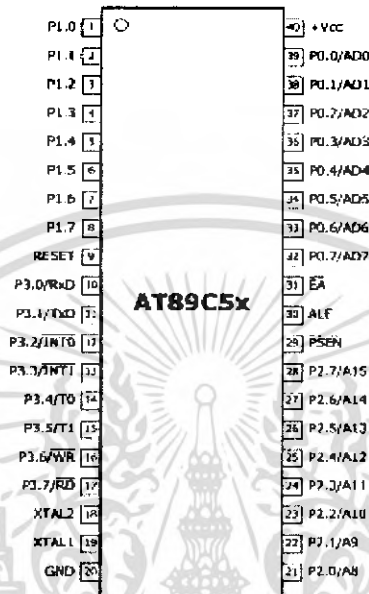 P1.0 1 40 +Vcc
P1.1 2 39 P0.0/AD0
P1.2 3 38 P0.1/AD1
P1.3 4 37 P0.2/AD2
P1.4 5 36 P0.3/AD3
P1.5 6 35 P0.4/AD4
P1.6 7 34 P0.5/AD5
P1.7 8 33 P0.6/AD6
RESET 9 32 P0.7/AD7
P3.0/RxD 10 31 EA
AT89C5x
P3.1/TxD 11 30 ALE
P3.2/INT0 12 29 PSEN
P3.3/INT1 13 28 P2.7/A15
P3.4/T0 14 27 P2.6/A14
P3.5/T1 15 26 P2.5/A13
P3.6/WR 16 25 P2.4/A12
P3.7/RD 17 24 P2.3/A11
XTAL2 18 23 P2.2/A10
XTAL1 19 22 P2.1/A9
GND 20 21 P2.0/A8